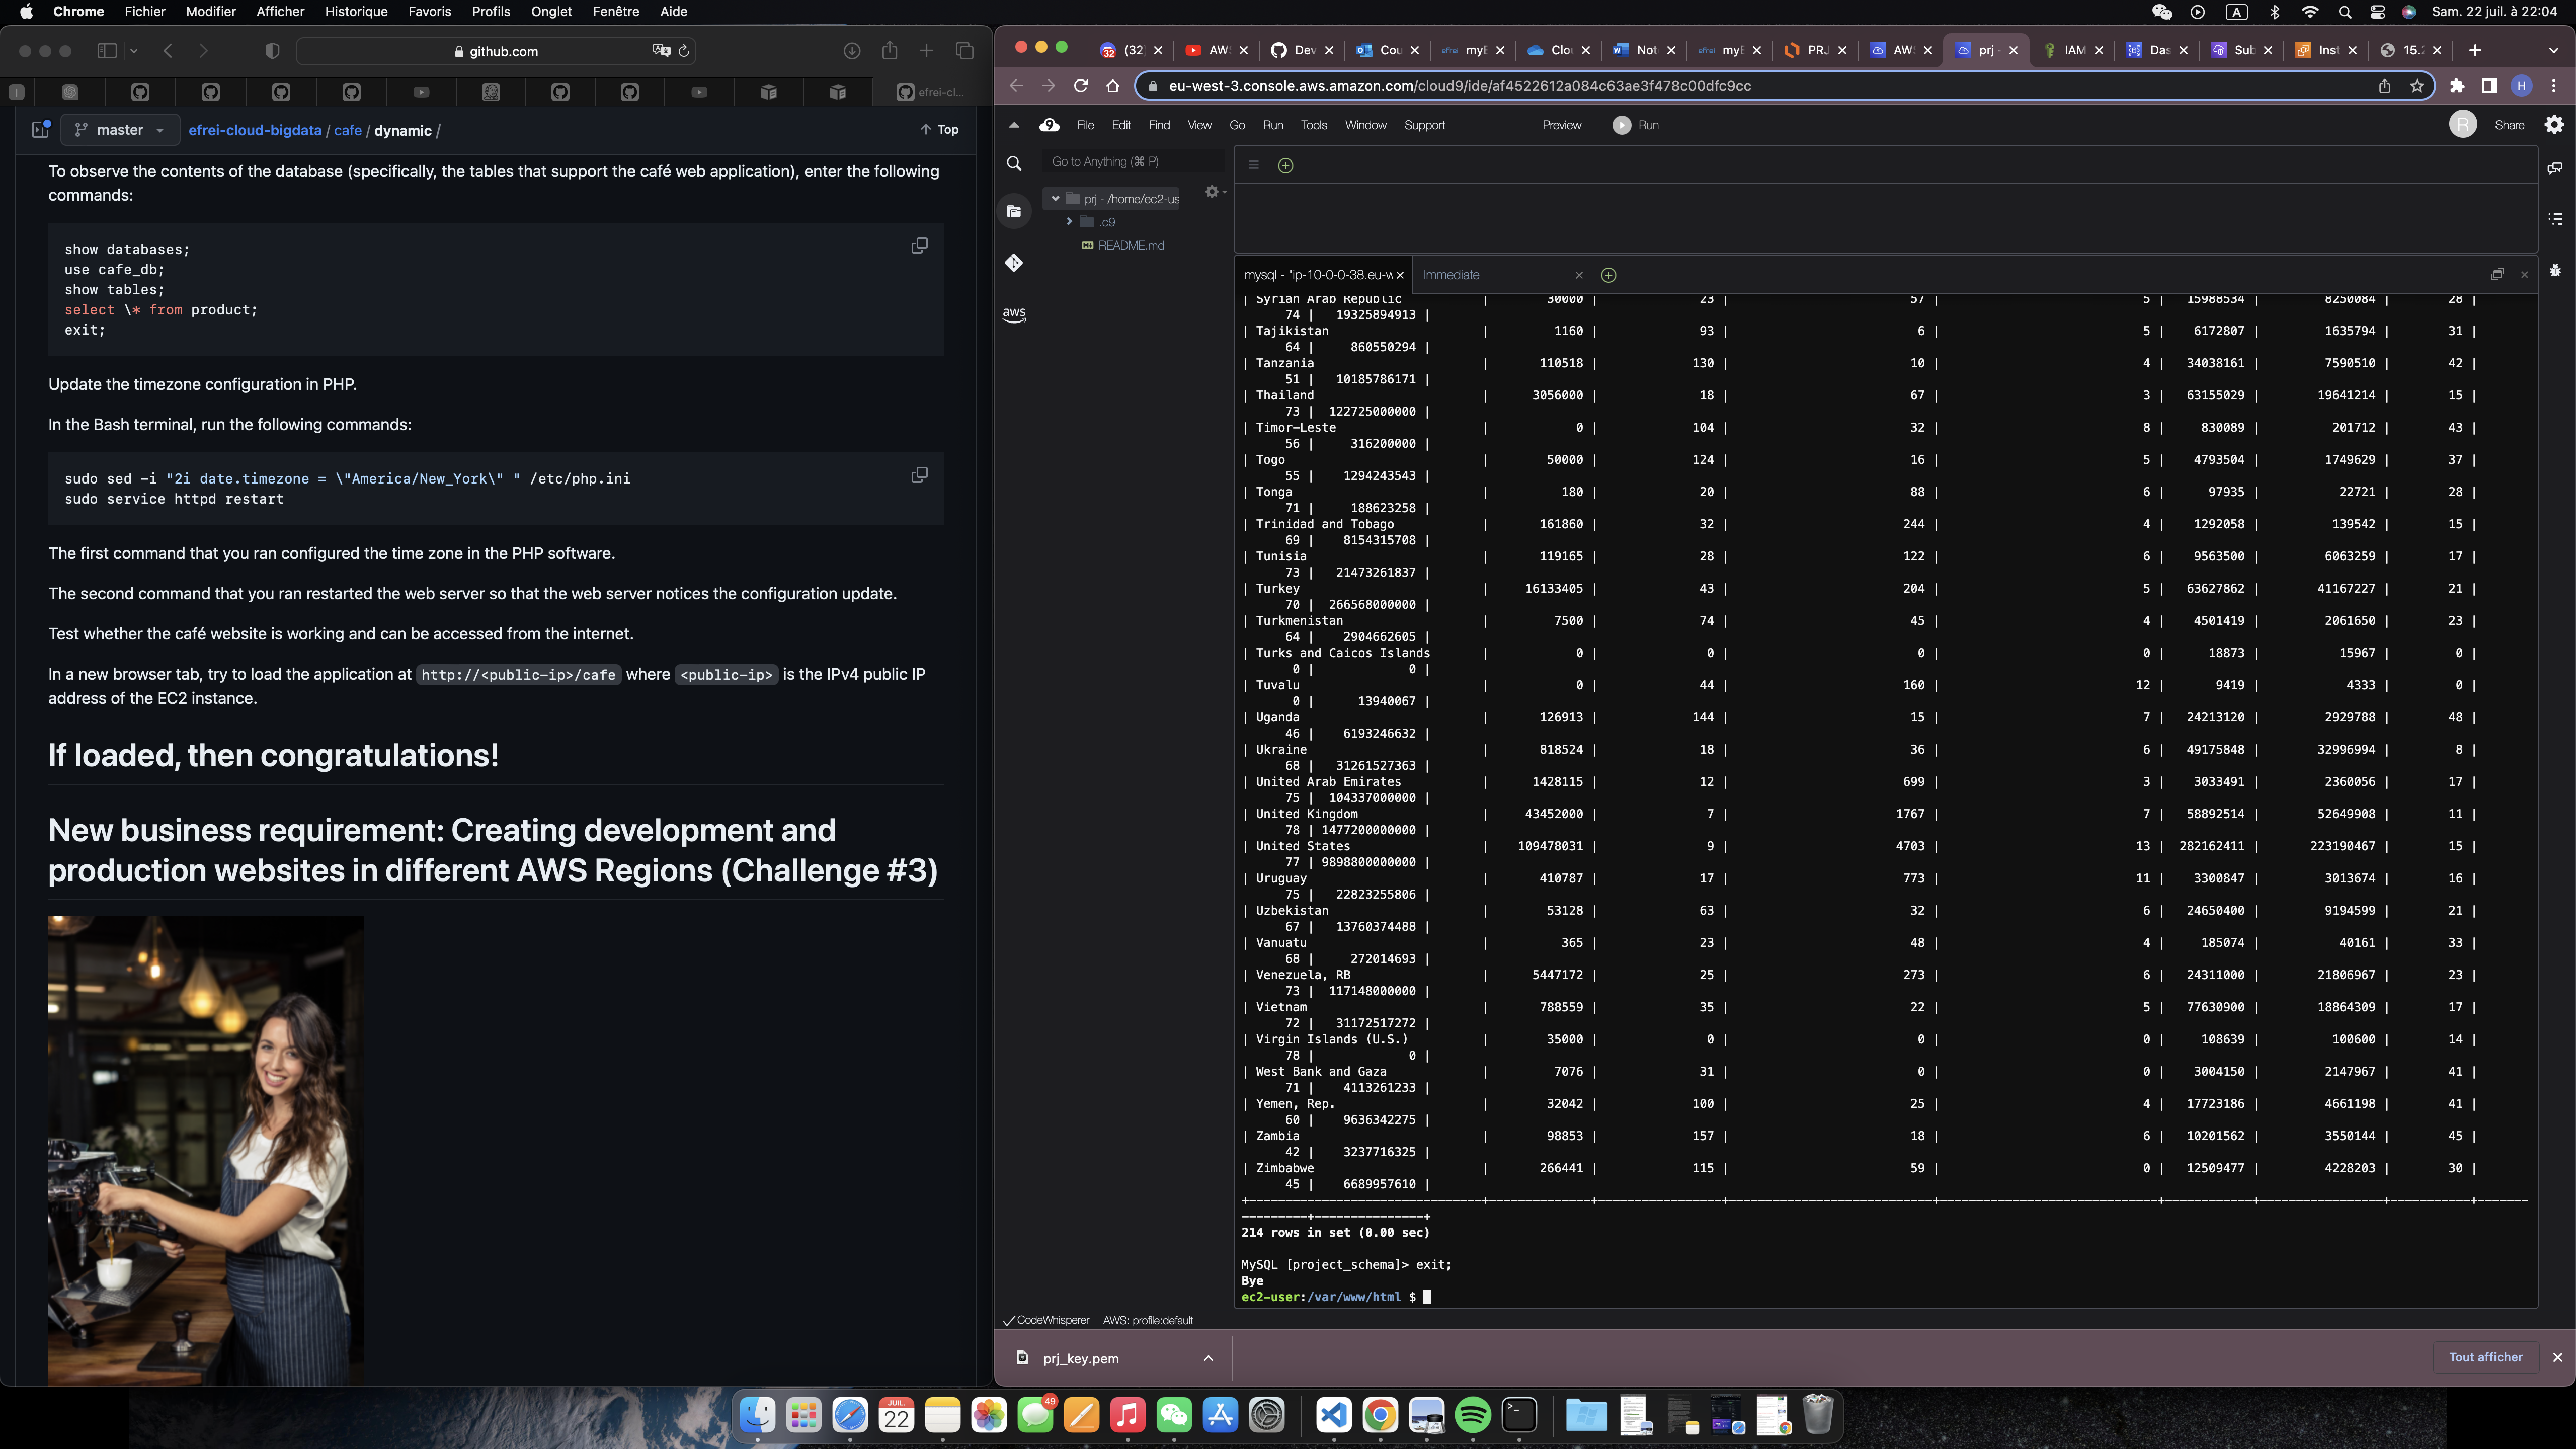 Chrome Fichier Modifier Afficher Historique Favoris Profils Onglet Fenêtre Aide
A
Sam. 22 juil. à 22:04
github.com
efrei-cl...
master
efrei-cloud-bigdata / cafe / dynamic /
Top
To observe the contents of the database (specifically, the tables that support the café web application), enter the following
commands:
show databases;
use cafe_db;
show tables;
select \* from product;
exit;
Update the timezone configuration in PHP.
In the Bash terminal, run the following commands:
sudo sed -i "2i date.timezone = \"America/New_York\" " /etc/php.ini
sudo service httpd restart
The first command that you ran configured the time zone in the PHP software.
The second command that you ran restarted the web server so that the web server notices the configuration update.
Test whether the café website is working and can be accessed from the internet.
In a new browser tab, try to load the application at http://<public-ip>/cafe where <public-ip> is the IPv4 public IP
address of the EC2 instance.
If loaded, then congratulations!
New business requirement: Creating development and
production websites in different AWS Regions (Challenge #3)
32 (32) AW Dev Cou efrei myE Clou Not efrei myE PRJ AW prj - IAM Das Sub Inst 15.2
eu-west-3.console.aws.amazon.com/cloud9/ide/af4522612a084c63ae3f478c00dfc9cc
H
9 File Edit Find View Go Run Tools Window Support Preview Run
R Share
Go to Anything (⌘ P)
prj - /home/ec2-us
.c9
README.md
aws
mysql - "ip-10-0-0-38.eu-w
Immediate
| Syrian Arab Republic | 30000 | 23 | 57 | 5 | 15988534 | 8250084 | 28 |
74 | 19325894913 |
| Tajikistan | 1160 | 93 | 6 | 5 | 6172807 | 1635794 | 31 |
64 | 860550294 |
| Tanzania | 110518 | 130 | 10 | 4 | 34038161 | 7590510 | 42 |
51 | 10185786171 |
| Thailand | 3056000 | 18 | 67 | 3 | 63155029 | 19641214 | 15 |
73 | 122725000000 |
| Timor-Leste | 0 | 104 | 32 | 8 | 830089 | 201712 | 43 |
56 | 316200000 |
| Togo | 50000 | 124 | 16 | 5 | 4793504 | 1749629 | 37 |
55 | 1294243543 |
| Tonga | 180 | 20 | 88 | 6 | 97935 | 22721 | 28 |
71 | 188623258 |
| Trinidad and Tobago | 161860 | 32 | 244 | 4 | 1292058 | 139542 | 15 |
69 | 8154315708 |
| Tunisia | 119165 | 28 | 122 | 6 | 9563500 | 6063259 | 17 |
73 | 21473261837 |
| Turkey | 16133405 | 43 | 204 | 5 | 63627862 | 41167227 | 21 |
70 | 266568000000 |
| Turkmenistan | 7500 | 74 | 45 | 4 | 4501419 | 2061650 | 23 |
64 | 2904662605 |
| Turks and Caicos Islands | 0 | 0 | 0 | 0 | 18873 | 15967 | 0 |
0 | 0 |
| Tuvalu | 0 | 44 | 160 | 12 | 9419 | 4333 | 0 |
0 | 13940067 |
| Uganda | 126913 | 144 | 15 | 7 | 24213120 | 2929788 | 48 |
46 | 6193246632 |
| Ukraine | 818524 | 18 | 36 | 6 | 49175848 | 32996994 | 8 |
68 | 31261527363 |
| United Arab Emirates | 1428115 | 12 | 699 | 3 | 3033491 | 2360056 | 17 |
75 | 104337000000 |
| United Kingdom | 43452000 | 7 | 1767 | 7 | 58892514 | 52649908 | 11 |
78 | 1477200000000 |
| United States | 109478031 | 9 | 4703 | 13 | 282162411 | 223190467 | 15 |
77 | 9898800000000 |
| Uruguay | 410787 | 17 | 773 | 11 | 3300847 | 3013674 | 16 |
75 | 22823255806 |
| Uzbekistan | 53128 | 63 | 32 | 6 | 24650400 | 9194599 | 21 |
67 | 13760374488 |
| Vanuatu | 365 | 23 | 48 | 4 | 185074 | 40161 | 33 |
68 | 272014693 |
| Venezuela, RB | 5447172 | 25 | 273 | 6 | 24311000 | 21806967 | 23 |
73 | 117148000000 |
| Vietnam | 788559 | 35 | 22 | 5 | 77630900 | 18864309 | 17 |
72 | 31172517272 |
| Virgin Islands (U.S.) | 35000 | 0 | 0 | 0 | 108639 | 100600 | 14 |
78 | 0 |
| West Bank and Gaza | 7076 | 31 | 0 | 0 | 3004150 | 2147967 | 41 |
71 | 4113261233 |
| Yemen, Rep. | 32042 | 100 | 25 | 4 | 17723186 | 4661198 | 41 |
60 | 9636342275 |
| Zambia | 98853 | 157 | 18 | 6 | 10201562 | 3550144 | 45 |
42 | 3237716325 |
| Zimbabwe | 266441 | 115 | 59 | 0 | 12509477 | 4228203 | 30 |
45 | 6689957610 |
214 rows in set (0.00 sec)
MySQL [project_schema]> exit;
Bye
ec2-user:/var/www/html $
CodeWhisperer AWS: profile:default
prj_key.pem
Tout afficher
49
JUIL.
22